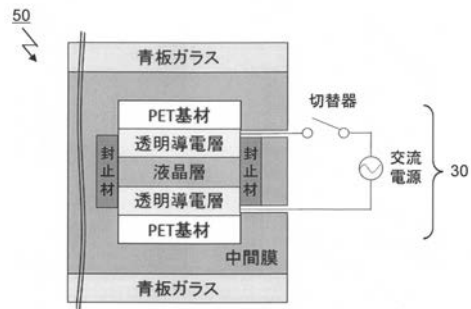 50
青板ガラス
PET基材
透明導電層
封止材
液晶層
封止材
透明導電層
PET基材
中間膜
青板ガラス
切替器
交流
電源
30